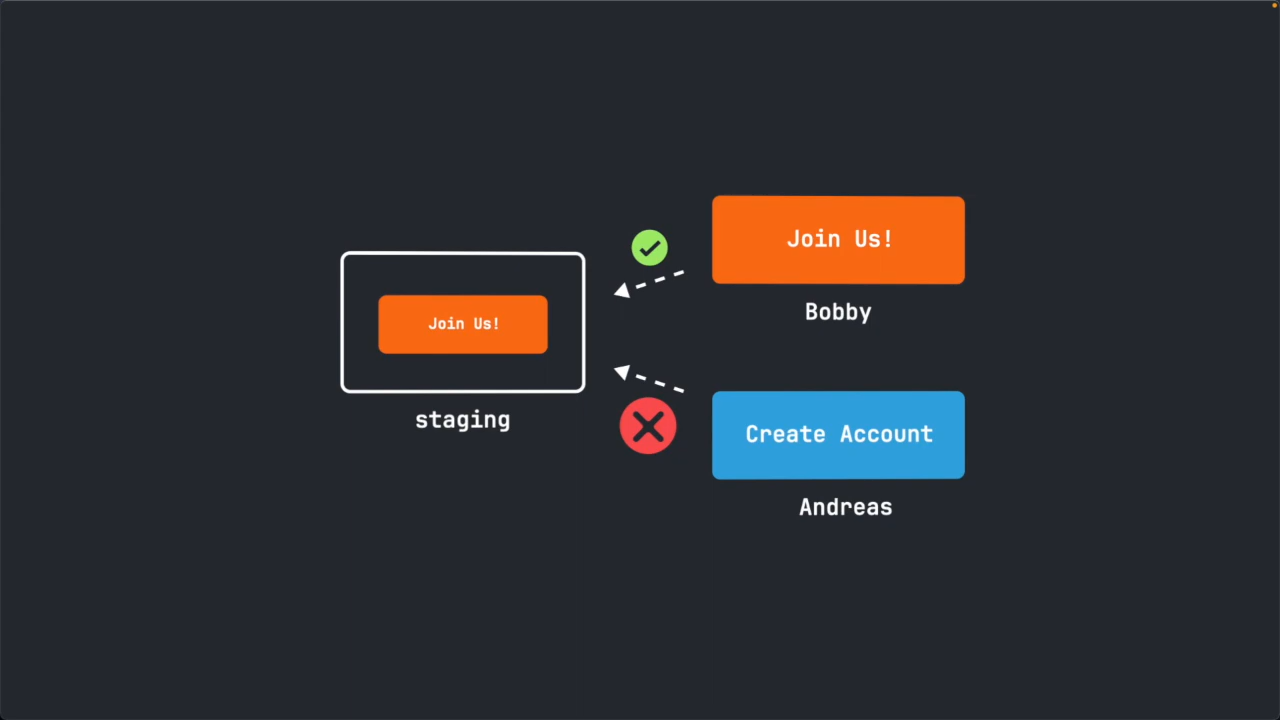 Join Us!
Bobby
Join Us!
staging
Create Account
Andreas